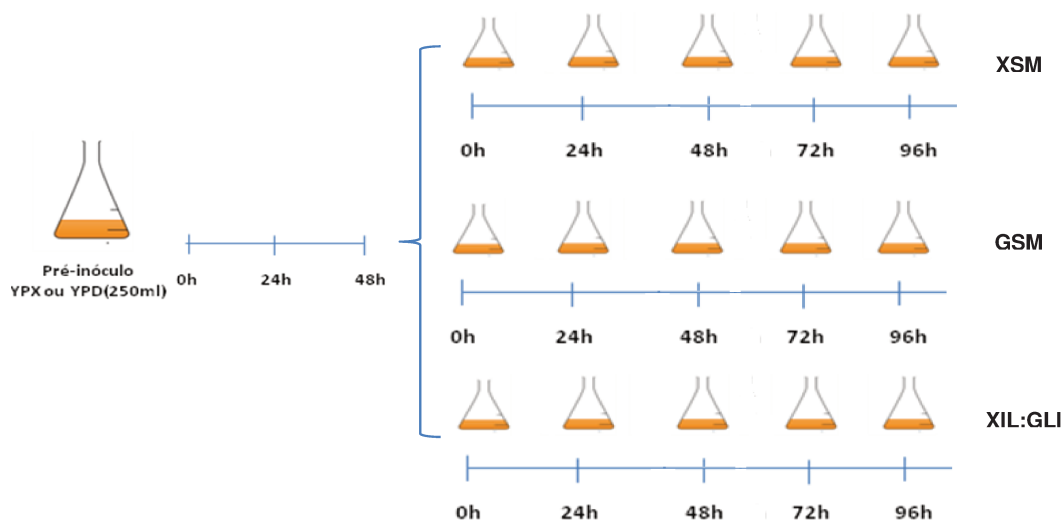 XSM
0h 24h 48h 72h 96h
Pré-inóculo
YPX ou YPD(250ml)
0h 24h 48h
GSM
0h 24h 48h 72h 96h
XIL:GLI
0h 24h 48h 72h 96h